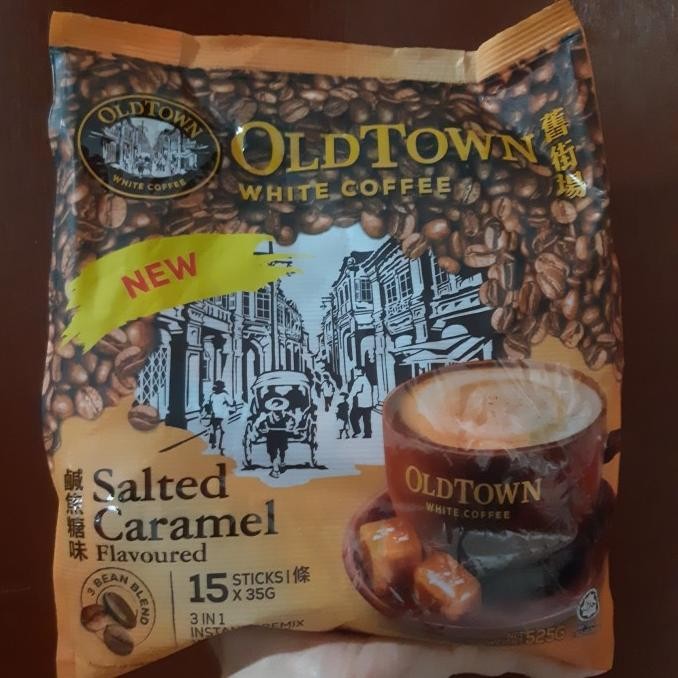 OLDTOWN
WHITE COFFEE
OLDTOWN
WHITE COFFEE
舊街場
NEW
鹹焦糖味
Salted
Caramel
Flavoured
3 BEAN BLEND
15 STICKS | 條
X 35G
3 IN 1
OLDTOWN
WHITE COFFEE
525G